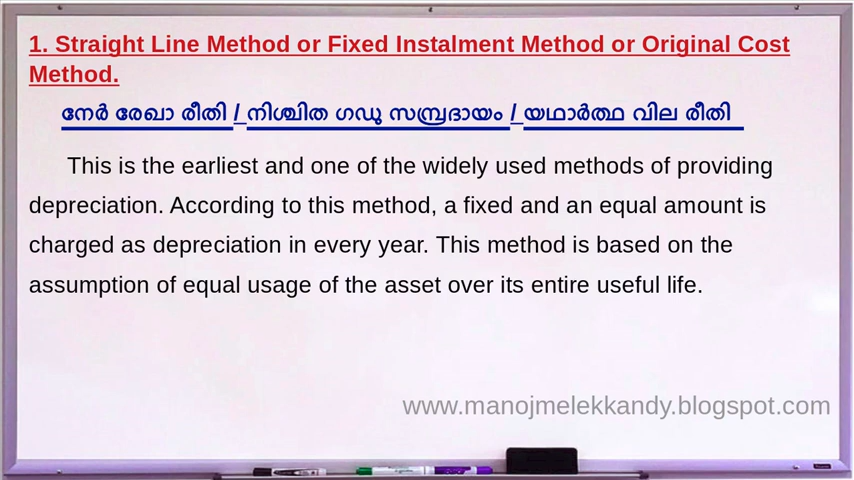 1. Straight Line Method or Fixed Instalment Method or Original Cost
Method.
നേർ രേഖാ രീതി / നിശ്ചിത ഗഡു സമ്പ്രദായം / യഥാർത്ഥ വില രീതി
This is the earliest and one of the widely used methods of providing
depreciation. According to this method, a fixed and an equal amount is
charged as depreciation in every year. This method is based on the
assumption of equal usage of the asset over its entire useful life.
www.manojmelekkandy.blogspot.com